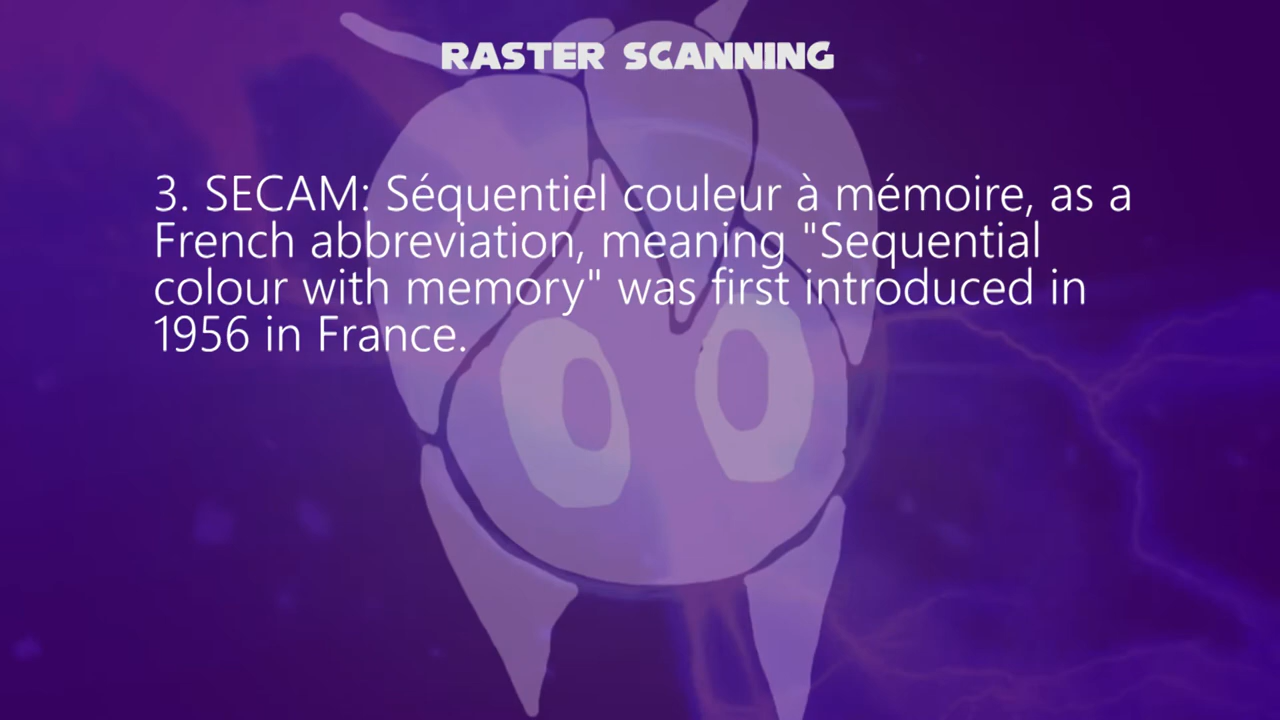 RASTER SCANNING
3. SECAM: Séquentiel couleur à mémoire, as a
French abbreviation, meaning "Sequential
colour with memory" was first introduced in
1956 in France.